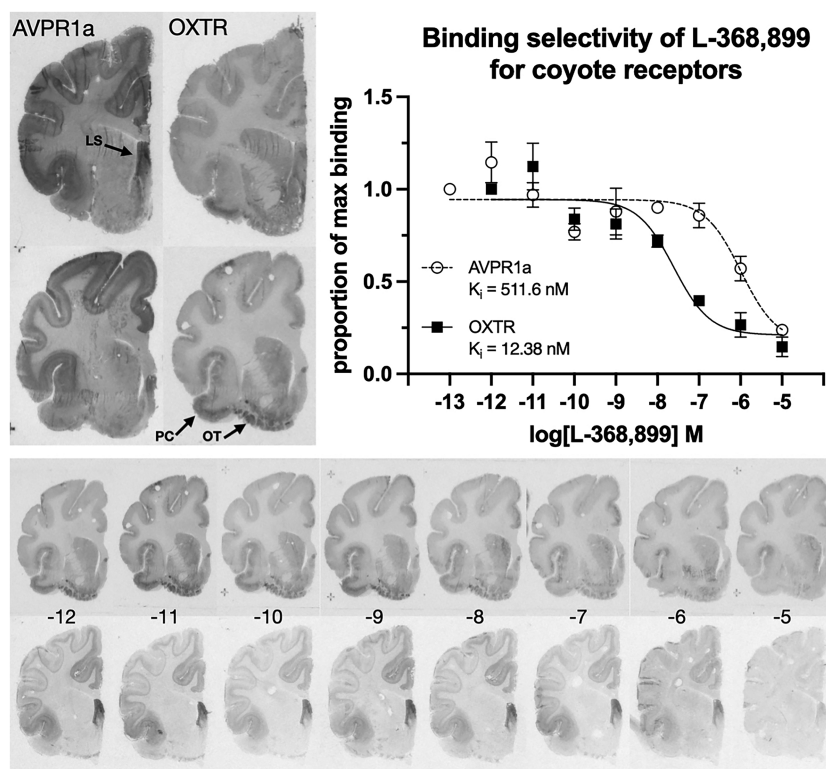 AVPR1a
OXTR
LS
PC
OT
Binding selectivity of L-368,899
for coyote receptors
proportion of max binding
1.5
1.0
0.5
0.0
AVPR1a
Ki = 511.6 nM
OXTR
Ki = 12.38 nM
-13 -12 -11 -10 -9 -8 -7 -6 -5
log[L-368,899] M
-12 -11 -10 -9 -8 -7 -6 -5